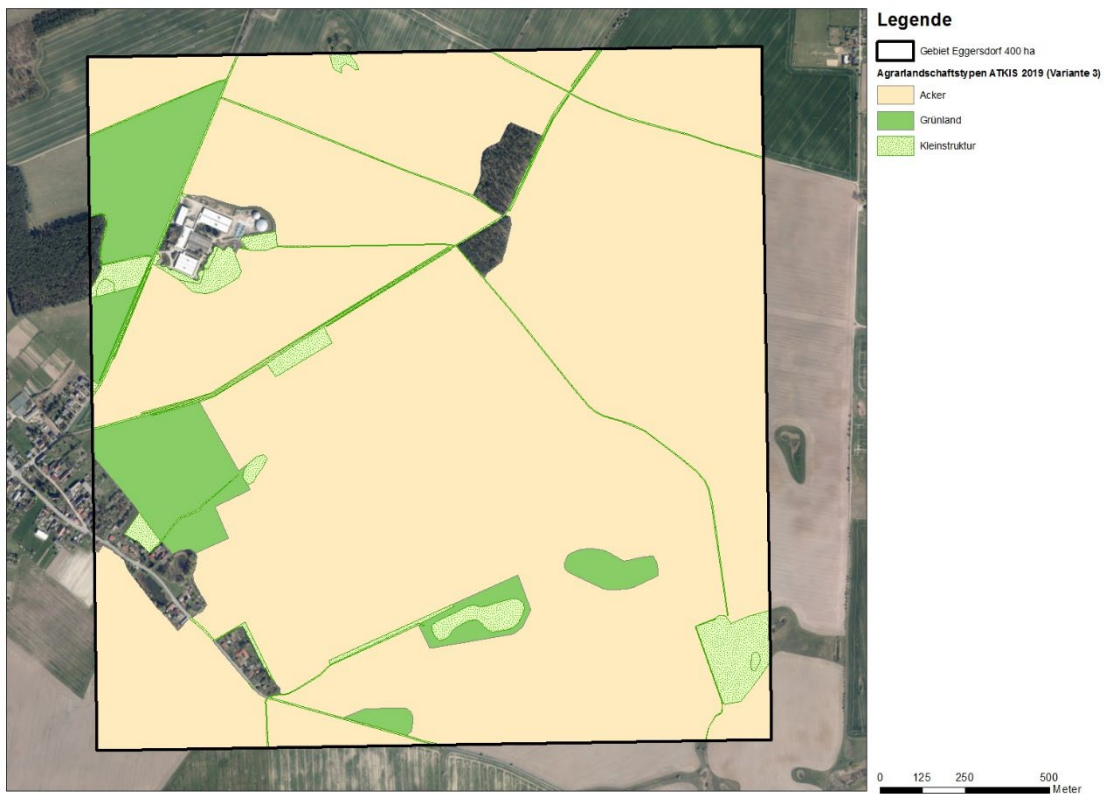 Legende
Gebiet Eggersdorf 400 ha
Agrarlandschaftstypen ATKIS 2019 (Variante 3)
Acker
Grünland
Kleinstruktur
0 125 250 500
Meter